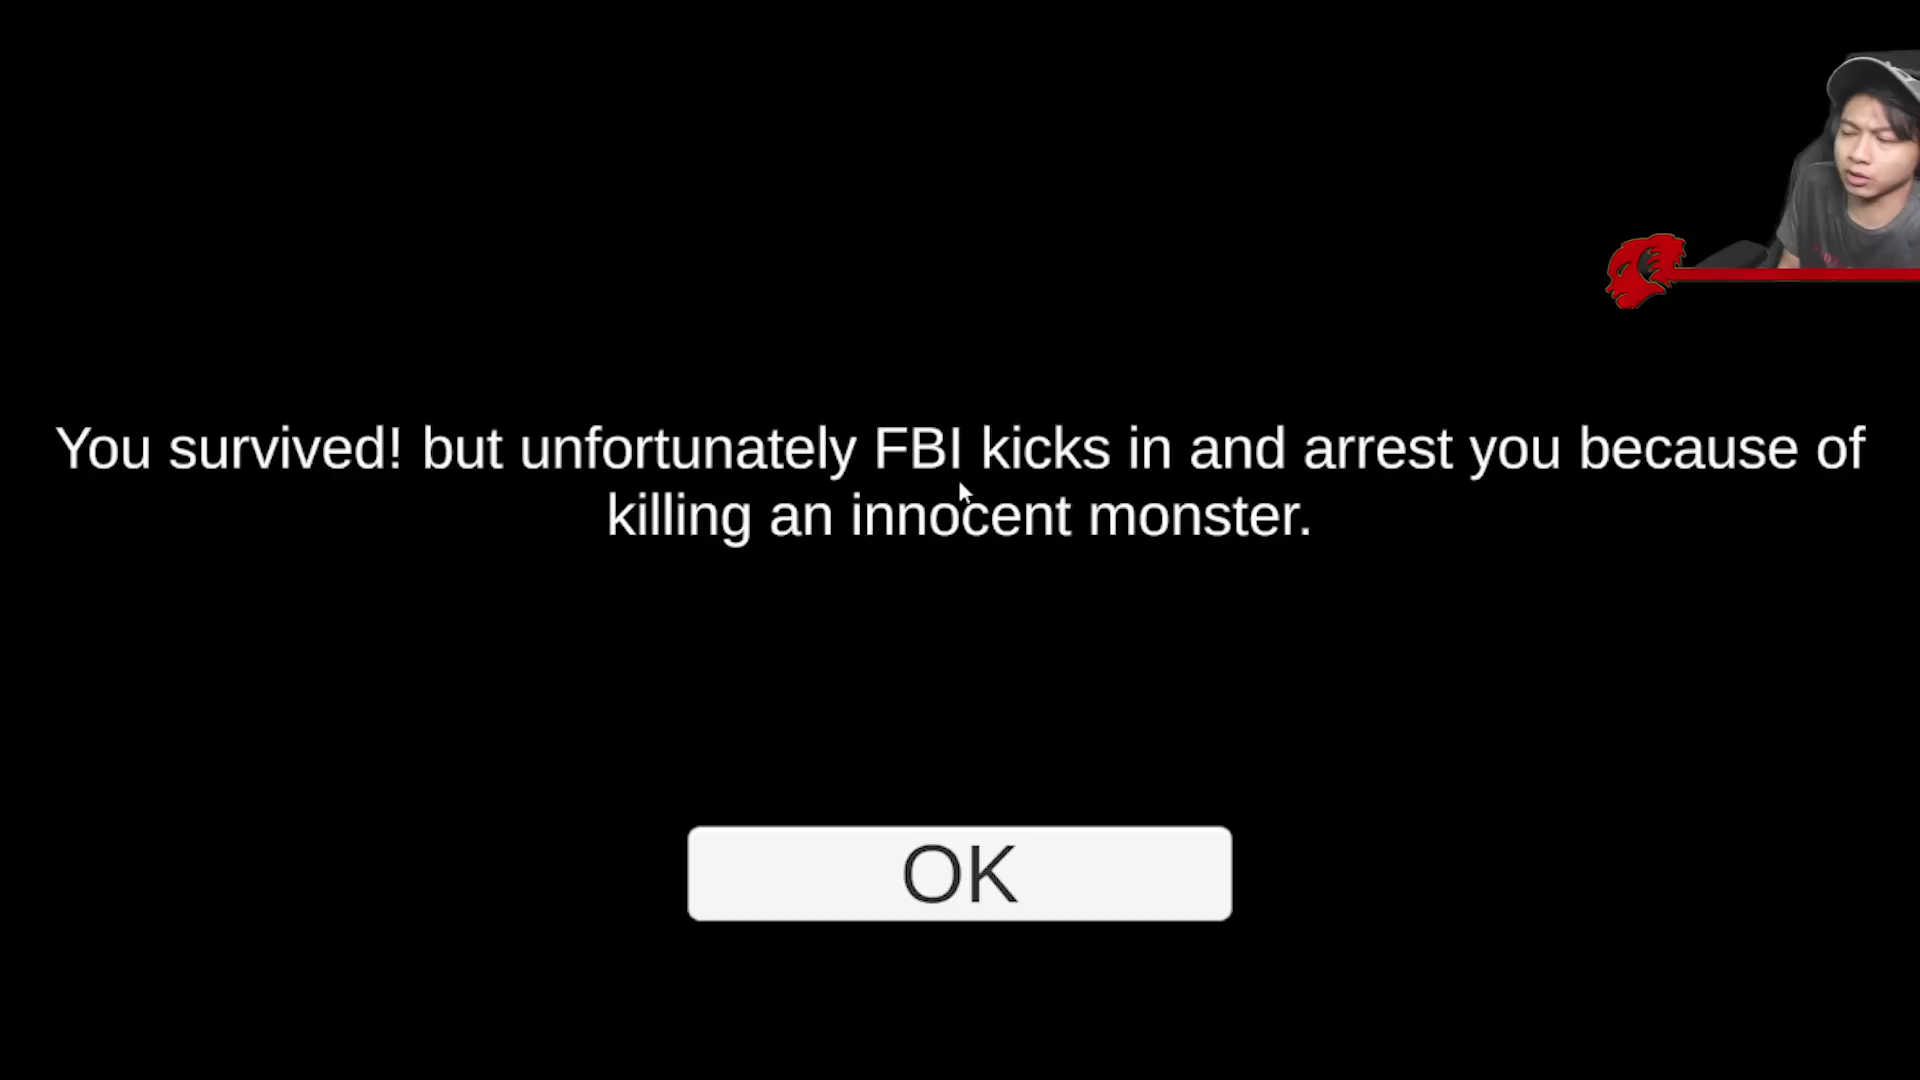 You survived! but unfortunately FBI kicks in and arrest you because of
killing an innocent monster.
OK